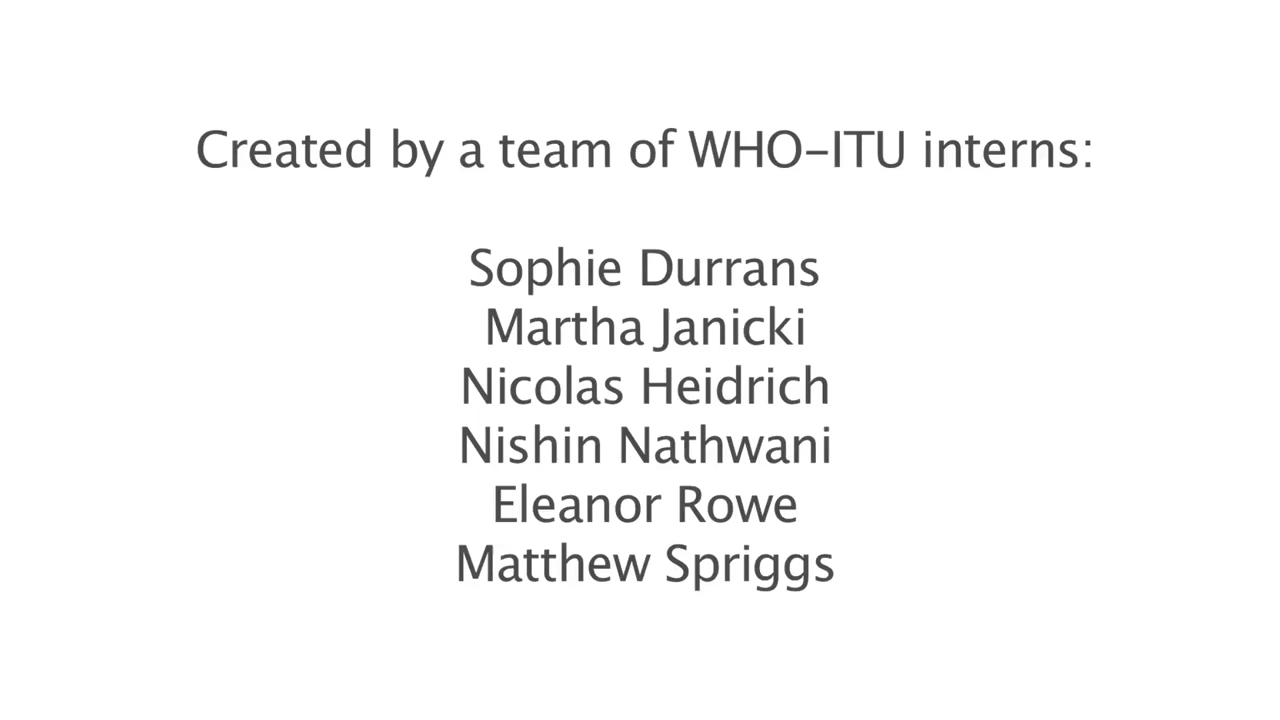 Created by a team of WHO–ITU interns:
Sophie Durrans
Martha Janicki
Nicolas Heidrich
Nishin Nathwani
Eleanor Rowe
Matthew Spriggs